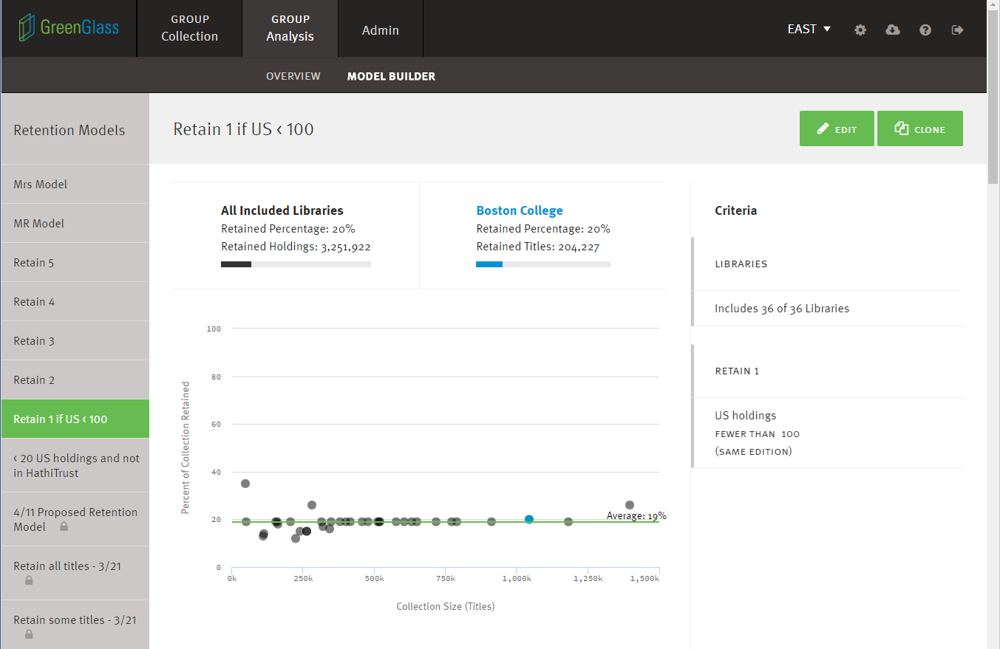 GreenGlass
GROUP
Collection
GROUP
Analysis
Admin
EAST
OVERVIEW
MODEL BUILDER
Retention Models
Mrs Model
MR Model
Retain 5
Retain 4
Retain 3
Retain 2
Retain 1 if US < 100
< 20 US holdings and not
in HathiTrust
4/11 Proposed Retention
Model
Retain all titles - 3/21
Retain some titles - 3/21
Retain 1 if US < 100
EDIT
CLONE
All Included Libraries
Retained Percentage: 20%
Retained Holdings: 3,251,922
Boston College
Retained Percentage: 20%
Retained Titles: 204,227
Percent of Collection Retained
100
80
60
40
20
0
Average: 19%
0k
250k
500k
750k
1,000k
1,250k
1,500k
Collection Size (Titles)
Criteria
LIBRARIES
Includes 36 of 36 Libraries
RETAIN 1
US holdings
FEWER THAN 100
(SAME EDITION)